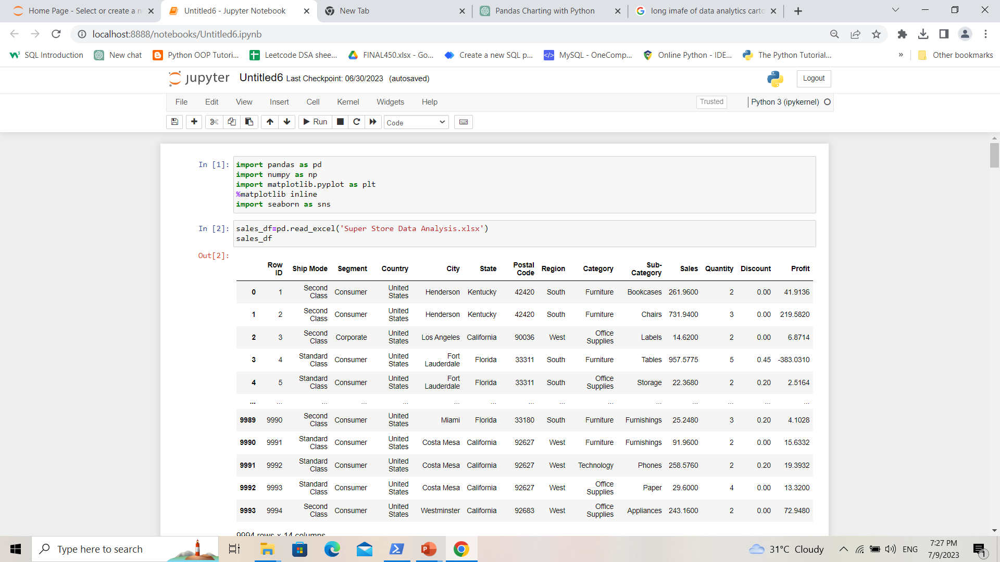 Home Page - Select or create a n
Untitled6 - Jupyter Notebook
New Tab
Pandas Charting with Python
long imafe of data analytics carto
localhost:8888/notebooks/Untitled6.ipynb
SQL Introduction
New chat
Python OOP Tutori...
Leetcode DSA shee...
FINAL450.xlsx - Go...
Create a new SQL p...
MySQL - OneComp...
Online Python - IDE...
The Python Tutorial...
»
Other bookmarks
jupyter Untitled6 Last Checkpoint: 06/30/2023 (autosaved)
Logout
File Edit View Insert Cell Kernel Widgets Help
Trusted
Python 3 (ipykernel)
Run
Code
In [1]: import pandas as pd
import numpy as np
import matplotlib.pyplot as plt
%matplotlib inline
import seaborn as sns
In [2]: sales_df=pd.read_excel('Super Store Data Analysis.xlsx')
sales_df
Out[2]:
Row ID Ship Mode Segment Country City State Postal Code Region Category Sub-Category Sales Quantity Discount Profit
0 1 Second Class Consumer United States Henderson Kentucky 42420 South Furniture Bookcases 261.9600 2 0.00 41.9136
1 2 Second Class Consumer United States Henderson Kentucky 42420 South Furniture Chairs 731.9400 3 0.00 219.5820
2 3 Second Class Corporate United States Los Angeles California 90036 West Office Supplies Labels 14.6200 2 0.00 6.8714
3 4 Standard Class Consumer United States Fort Lauderdale Florida 33311 South Furniture Tables 957.5775 5 0.45 -383.0310
4 5 Standard Class Consumer United States Fort Lauderdale Florida 33311 South Office Supplies Storage 22.3680 2 0.20 2.5164
... ... ... ... ... ... ... ... ... ... ... ... ... ... ...
9989 9990 Second Class Consumer United States Miami Florida 33180 South Furniture Furnishings 25.2480 3 0.20 4.1028
9990 9991 Standard Class Consumer United States Costa Mesa California 92627 West Furniture Furnishings 91.9600 2 0.00 15.6332
9991 9992 Standard Class Consumer United States Costa Mesa California 92627 West Technology Phones 258.5760 2 0.20 19.3932
9992 9993 Standard Class Consumer United States Costa Mesa California 92627 West Office Supplies Paper 29.6000 4 0.00 13.3200
9993 9994 Second Class Consumer United States Westminster California 92683 West Office Supplies Appliances 243.1600 2 0.00 72.9480
9994 rows × 14 columns
Type here to search
31°C Cloudy
ENG
7:27 PM
7/9/2023
1